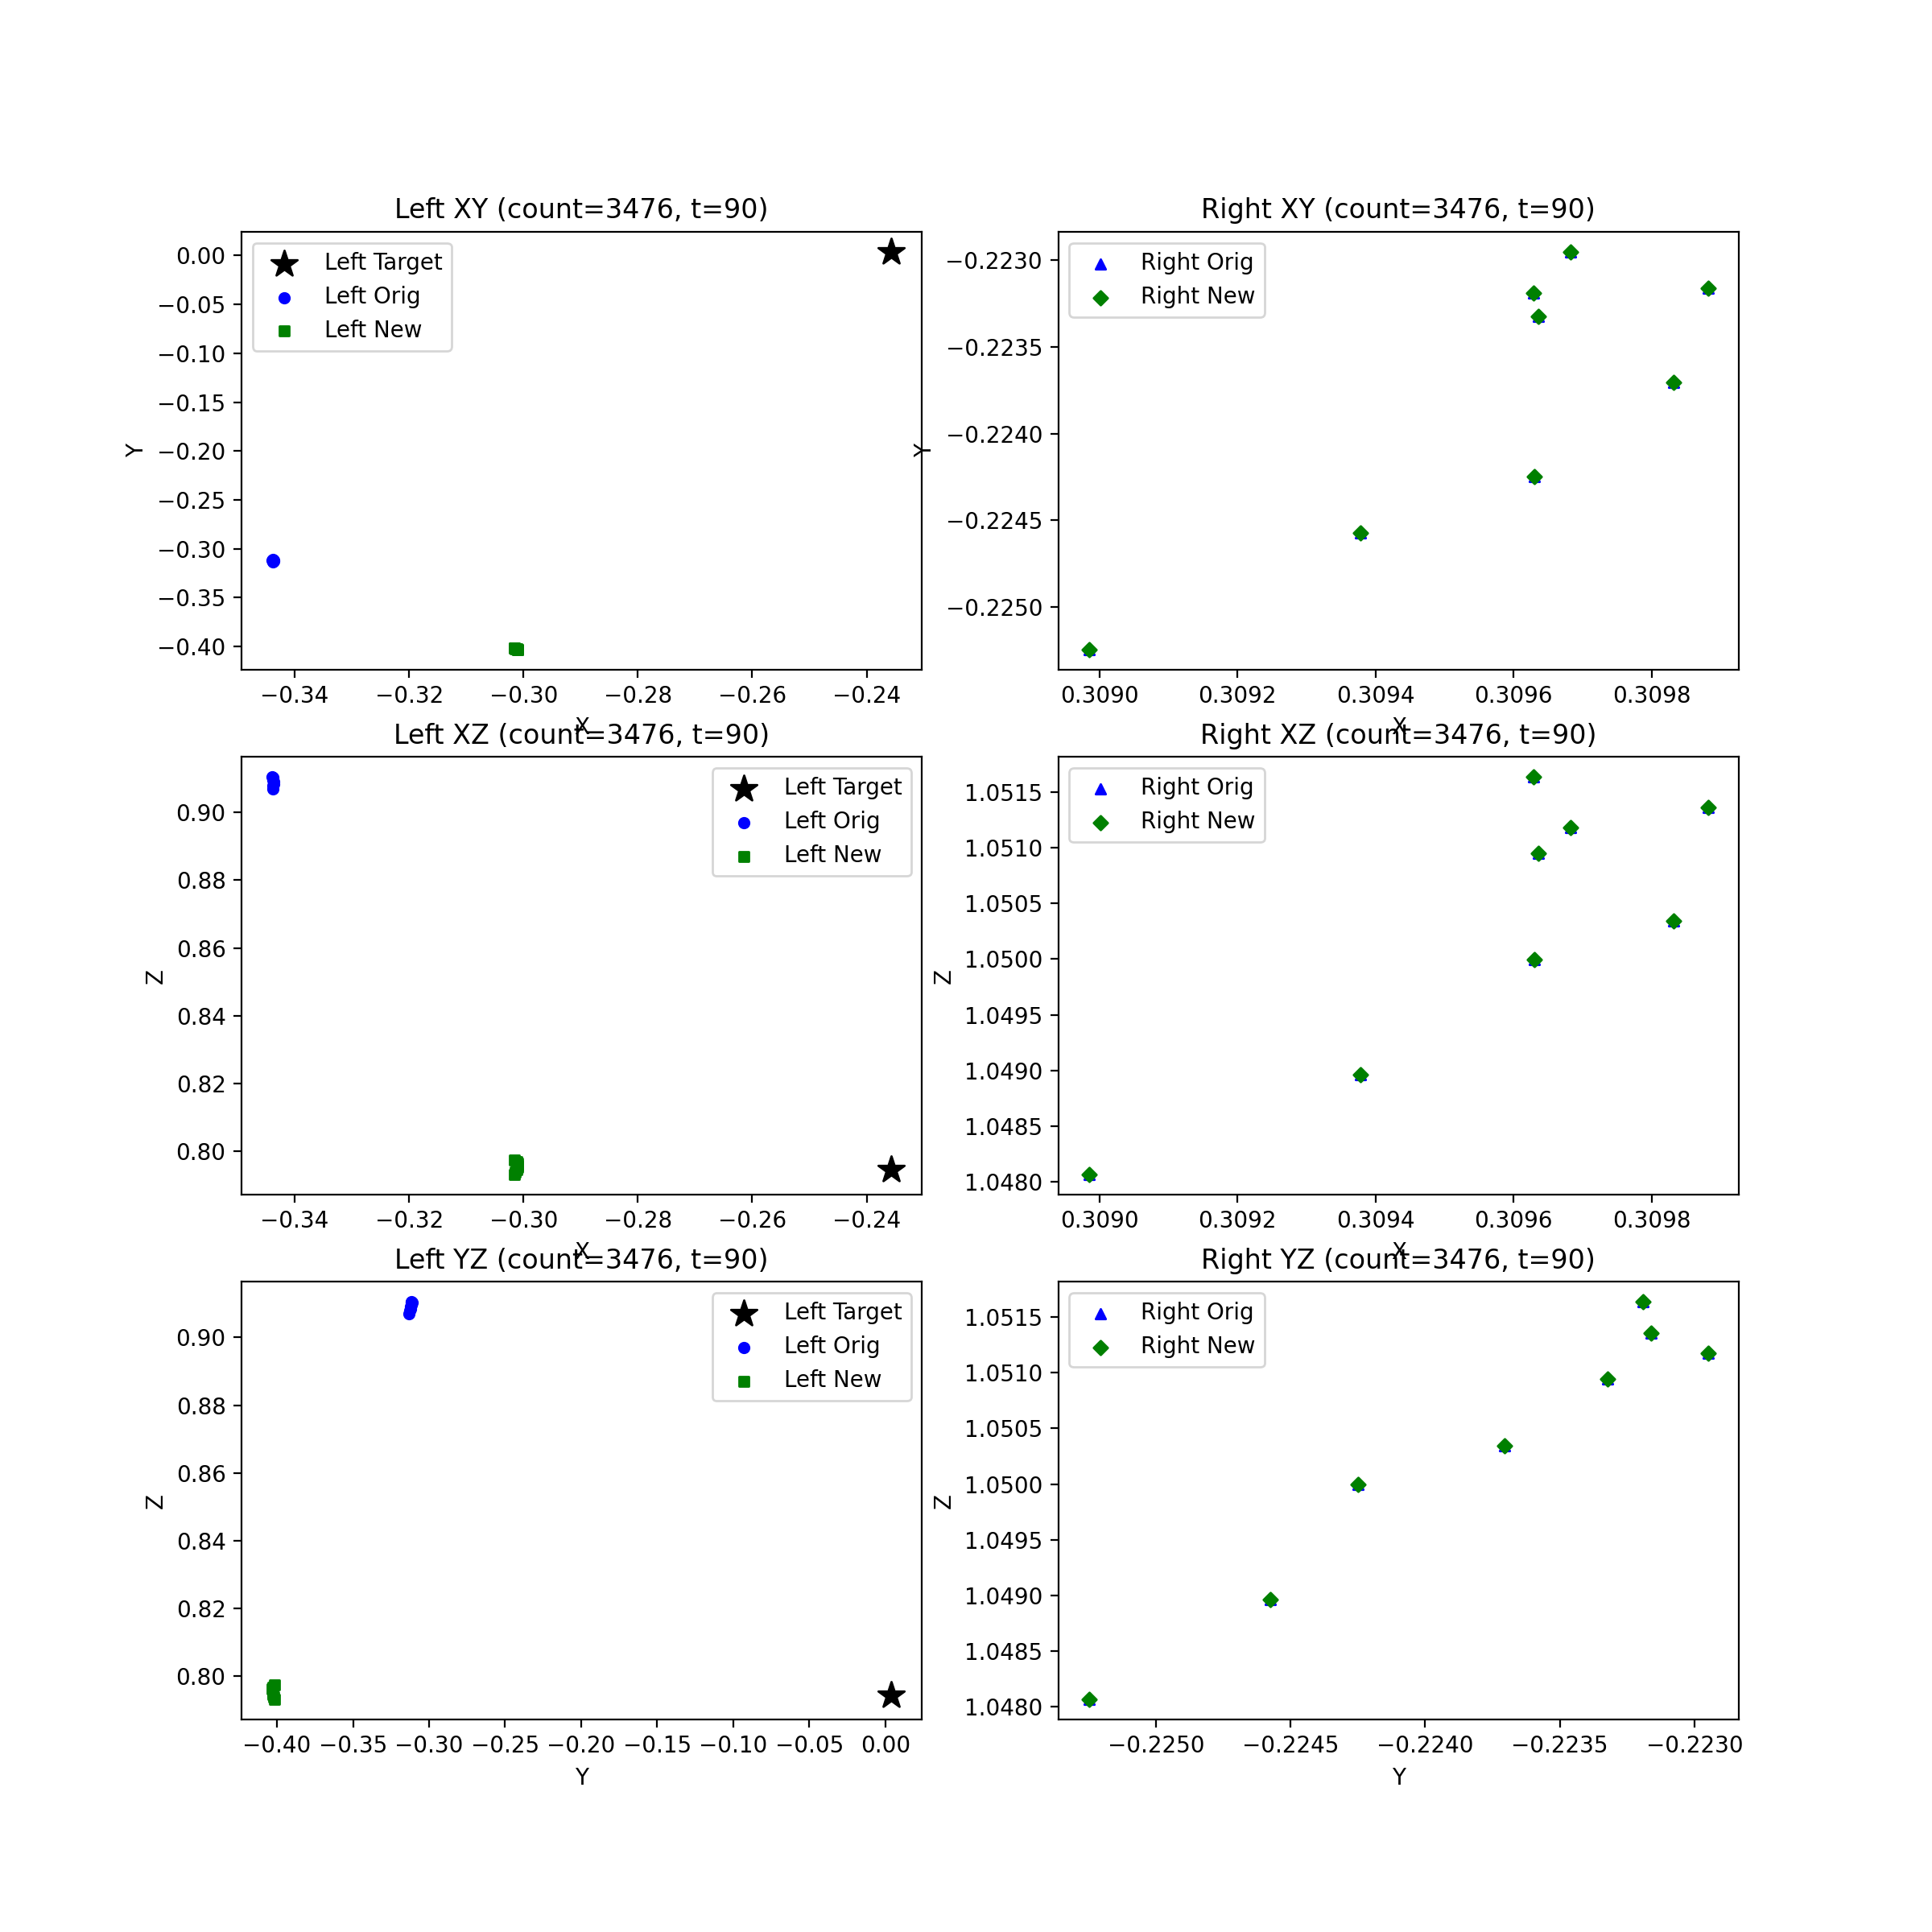 Left XY (count=3476, t=90)
Left Target
Left Orig
Left New
0.00
−0.05
−0.10
−0.15
−0.20
−0.25
−0.30
−0.35
−0.40
Y
−0.34
−0.32
−0.30
−0.28
−0.26
−0.24
X
Right XY (count=3476, t=90)
Right Orig
Right New
−0.2230
−0.2235
−0.2240
−0.2245
−0.2250
Y
0.3090
0.3092
0.3094
0.3096
0.3098
X
Left XZ (count=3476, t=90)
Left Target
Left Orig
Left New
0.90
0.88
0.86
0.84
0.82
0.80
Z
−0.34
−0.32
−0.30
−0.28
−0.26
−0.24
X
Right XZ (count=3476, t=90)
Right Orig
Right New
1.0515
1.0510
1.0505
1.0500
1.0495
1.0490
1.0485
1.0480
Z
0.3090
0.3092
0.3094
0.3096
0.3098
X
Left YZ (count=3476, t=90)
Left Target
Left Orig
Left New
0.90
0.88
0.86
0.84
0.82
0.80
Z
−0.40
−0.35
−0.30
−0.25
−0.20
−0.15
−0.10
−0.05
0.00
Y
Right YZ (count=3476, t=90)
Right Orig
Right New
1.0515
1.0510
1.0505
1.0500
1.0495
1.0490
1.0485
1.0480
Z
−0.2250
−0.2245
−0.2240
−0.2235
−0.2230
Y